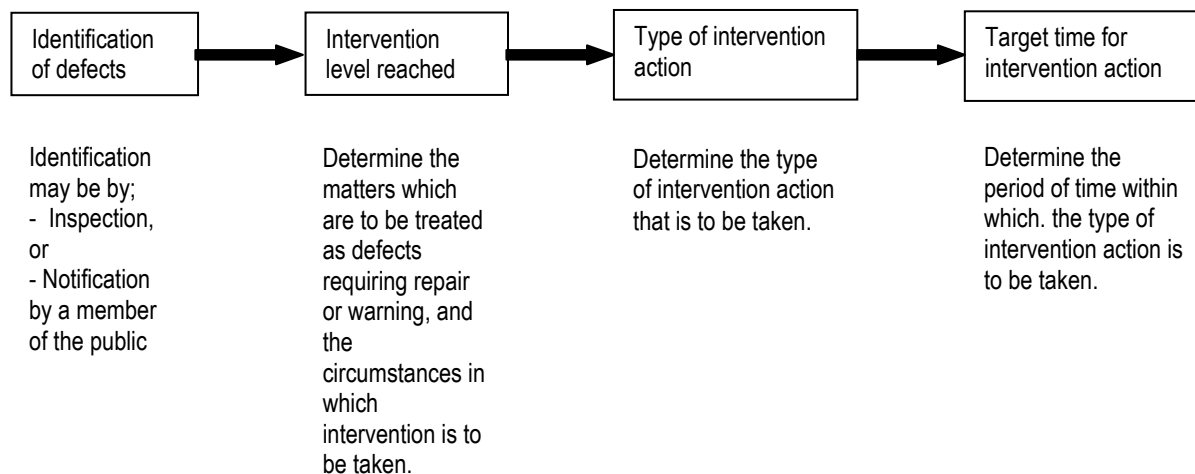 Identification
of defects
Intervention
level reached
Type of intervention
action
Target time for
intervention action
Identification
may be by;
- Inspection,
or
- Notification
by a member
of the public
Determine the
matters which
are to be treated
as defects
requiring repair
or warning, and
the
circumstances in
which
intervention is to
be taken.
Determine the type
of intervention action
that is to be taken.
Determine the
period of time within
which. the type of
intervention action is
to be taken.